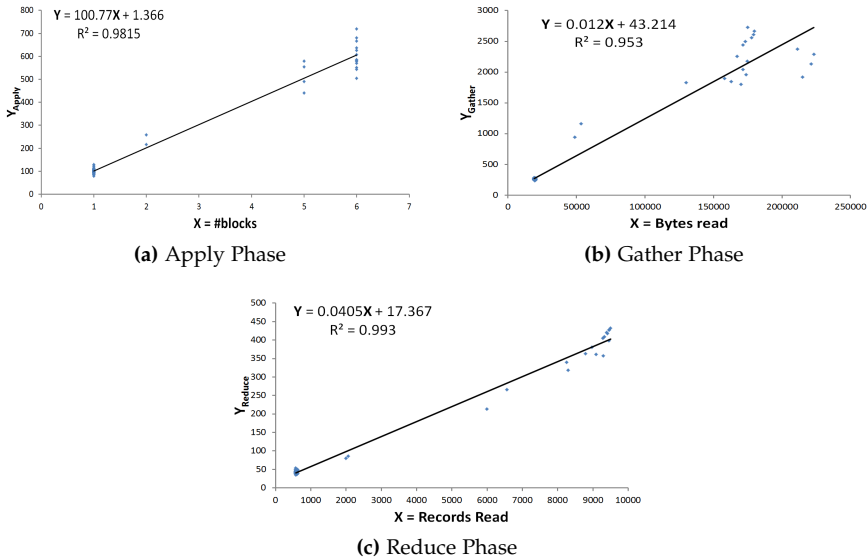 Y = 100.77X + 1.366
R² = 0.9815
800
700
600
500
400
300
200
100
0
Y_Apply
0 1 2 3 4 5 6 7
X = #blocks
(a) Apply Phase
Y = 0.012X + 43.214
R² = 0.953
3000
2500
2000
1500
1000
500
0
Y_Gather
0 50000 100000 150000 200000 250000
X = Bytes read
(b) Gather Phase
Y = 0.0405X + 17.367
R² = 0.993
500
450
400
350
300
250
200
150
100
50
0
Y_Reduce
0 1000 2000 3000 4000 5000 6000 7000 8000 9000 10000
X = Records Read
(c) Reduce Phase